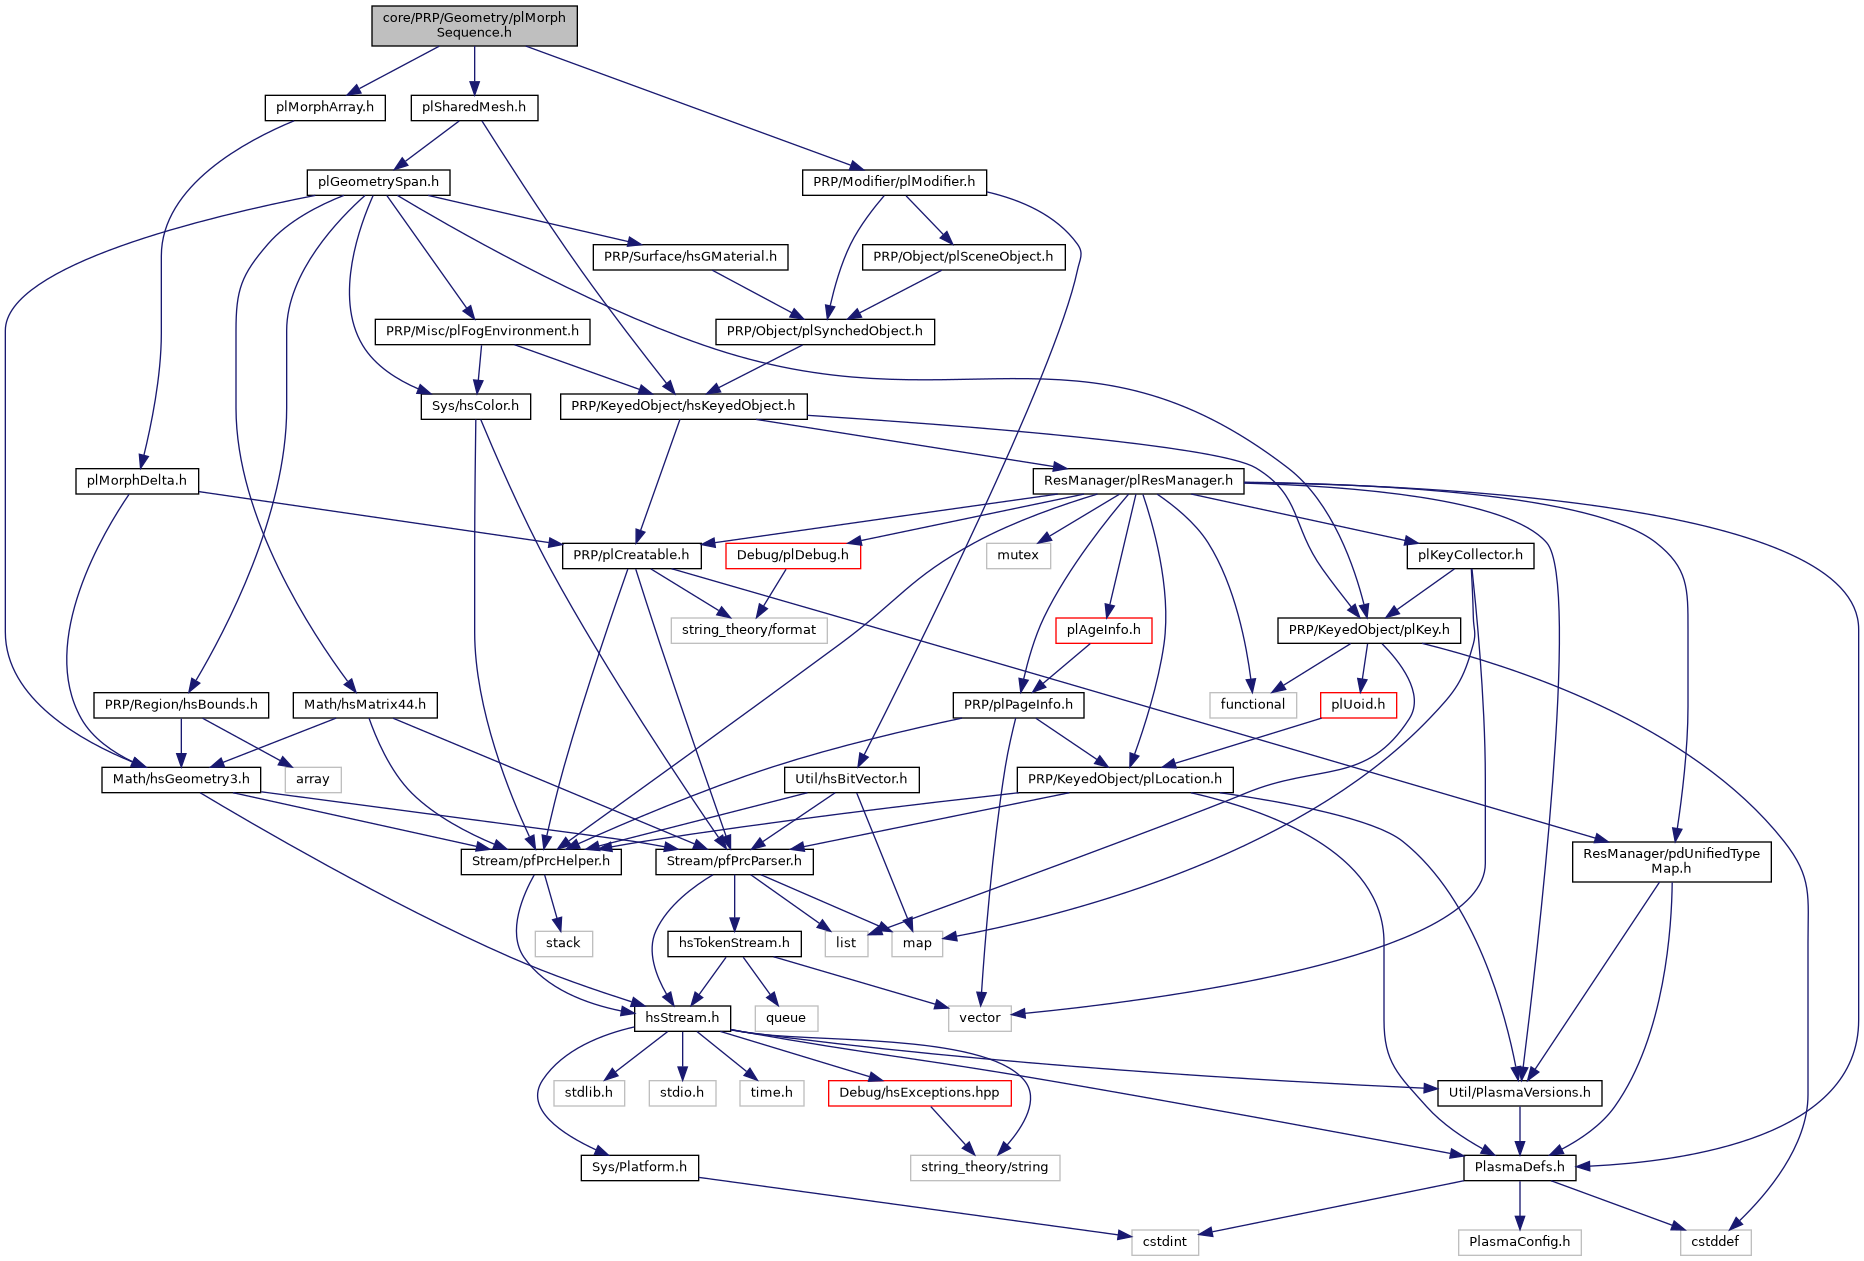 core/PRP/Geometry/plMorph
Sequence.h
plMorphArray.h
plSharedMesh.h
plGeometrySpan.h
PRP/Modifier/plModifier.h
PRP/Surface/hsGMaterial.h
PRP/Object/plSceneObject.h
PRP/Misc/plFogEnvironment.h
PRP/Object/plSynchedObject.h
Sys/hsColor.h
PRP/KeyedObject/hsKeyedObject.h
plMorphDelta.h
ResManager/plResManager.h
PRP/plCreatable.h
Debug/plDebug.h
mutex
plKeyCollector.h
string_theory/format
plAgeInfo.h
PRP/KeyedObject/plKey.h
PRP/Region/hsBounds.h
Math/hsMatrix44.h
PRP/plPageInfo.h
functional
plUoid.h
Math/hsGeometry3.h
array
Util/hsBitVector.h
PRP/KeyedObject/plLocation.h
Stream/pfPrcHelper.h
Stream/pfPrcParser.h
ResManager/pdUnifiedType
Map.h
stack
hsTokenStream.h
list
map
hsStream.h
queue
vector
stdlib.h
stdio.h
time.h
Debug/hsExceptions.hpp
Util/PlasmaVersions.h
Sys/Platform.h
string_theory/string
PlasmaDefs.h
cstdint
PlasmaConfig.h
cstddef